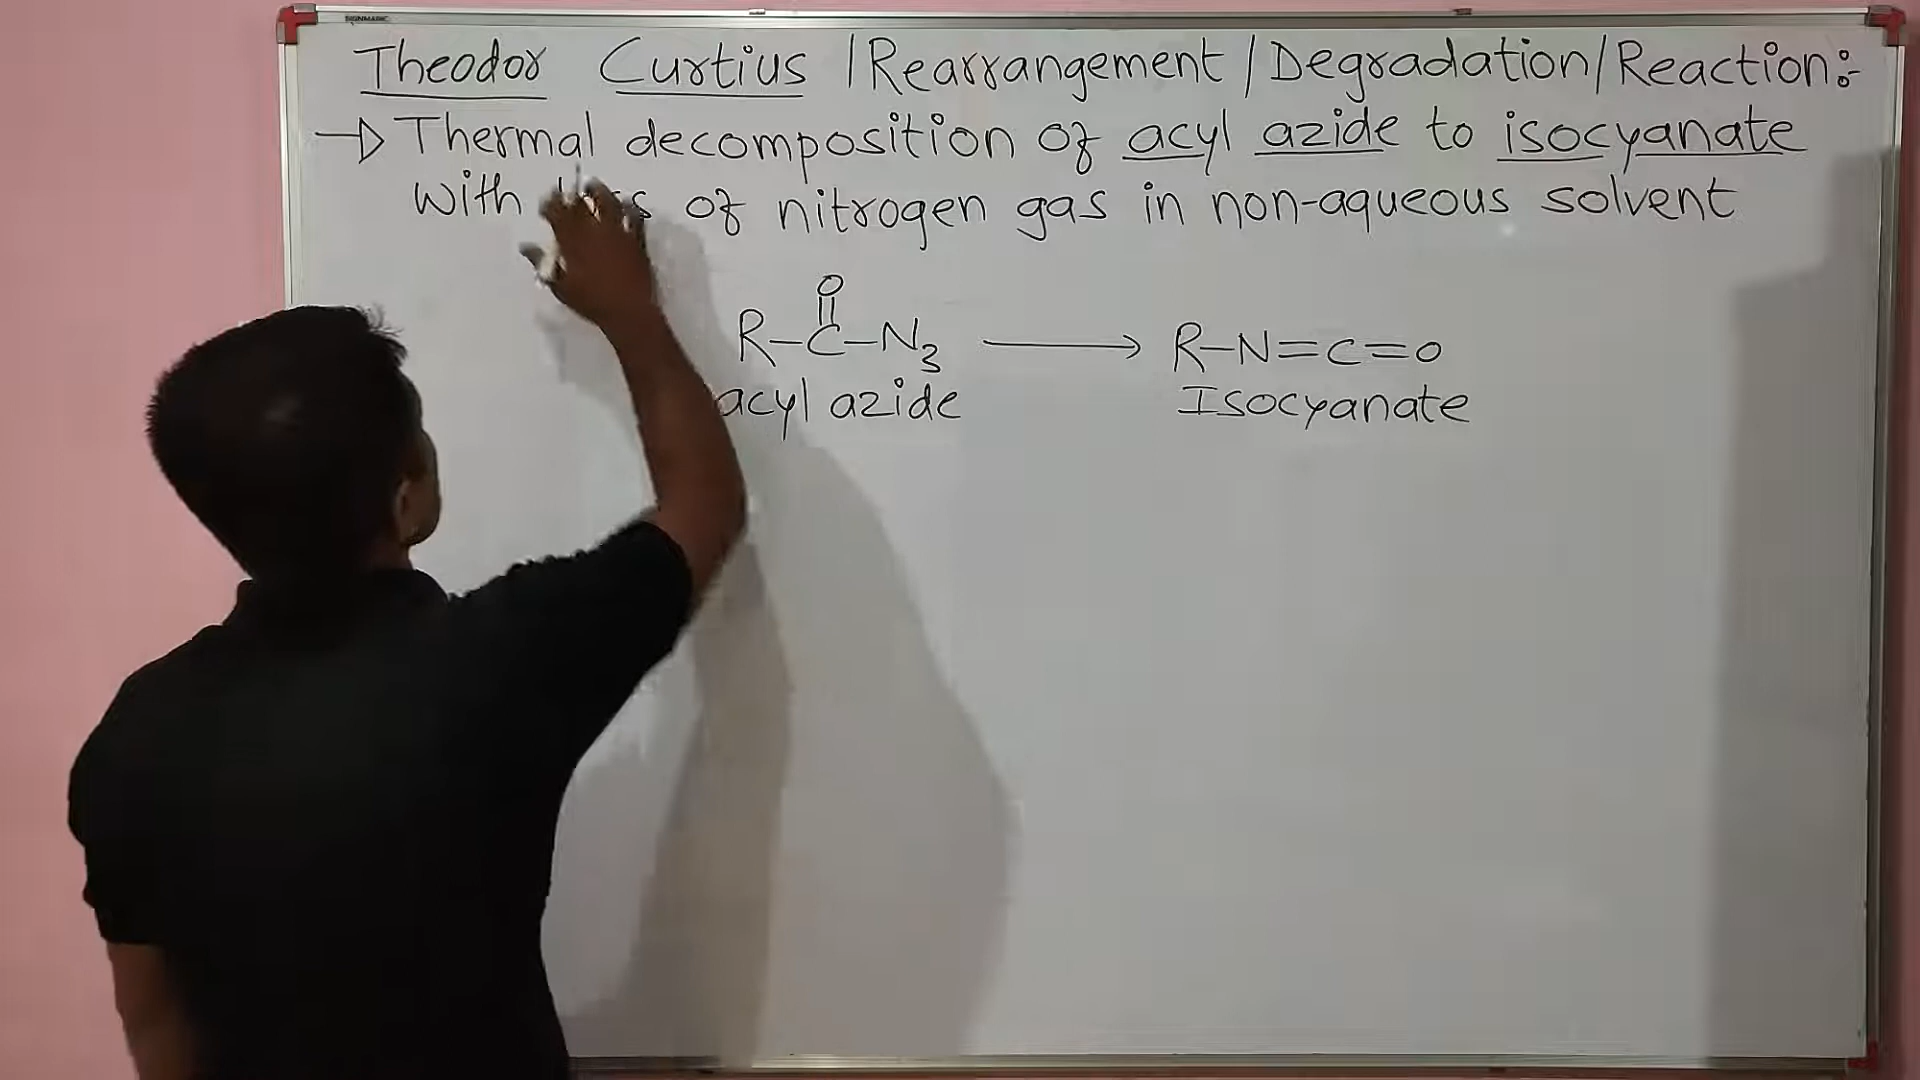 SIGNMARK
Theodor Curtius / Rearrangement / Degradation / Reaction :-
→ Thermal decomposition of acyl azide to isocyanate
with of nitrogen gas in non-aqueous solvent
O
||
R-C-N₃ ⟶ R-N=C=O
acyl azide Isocyanate